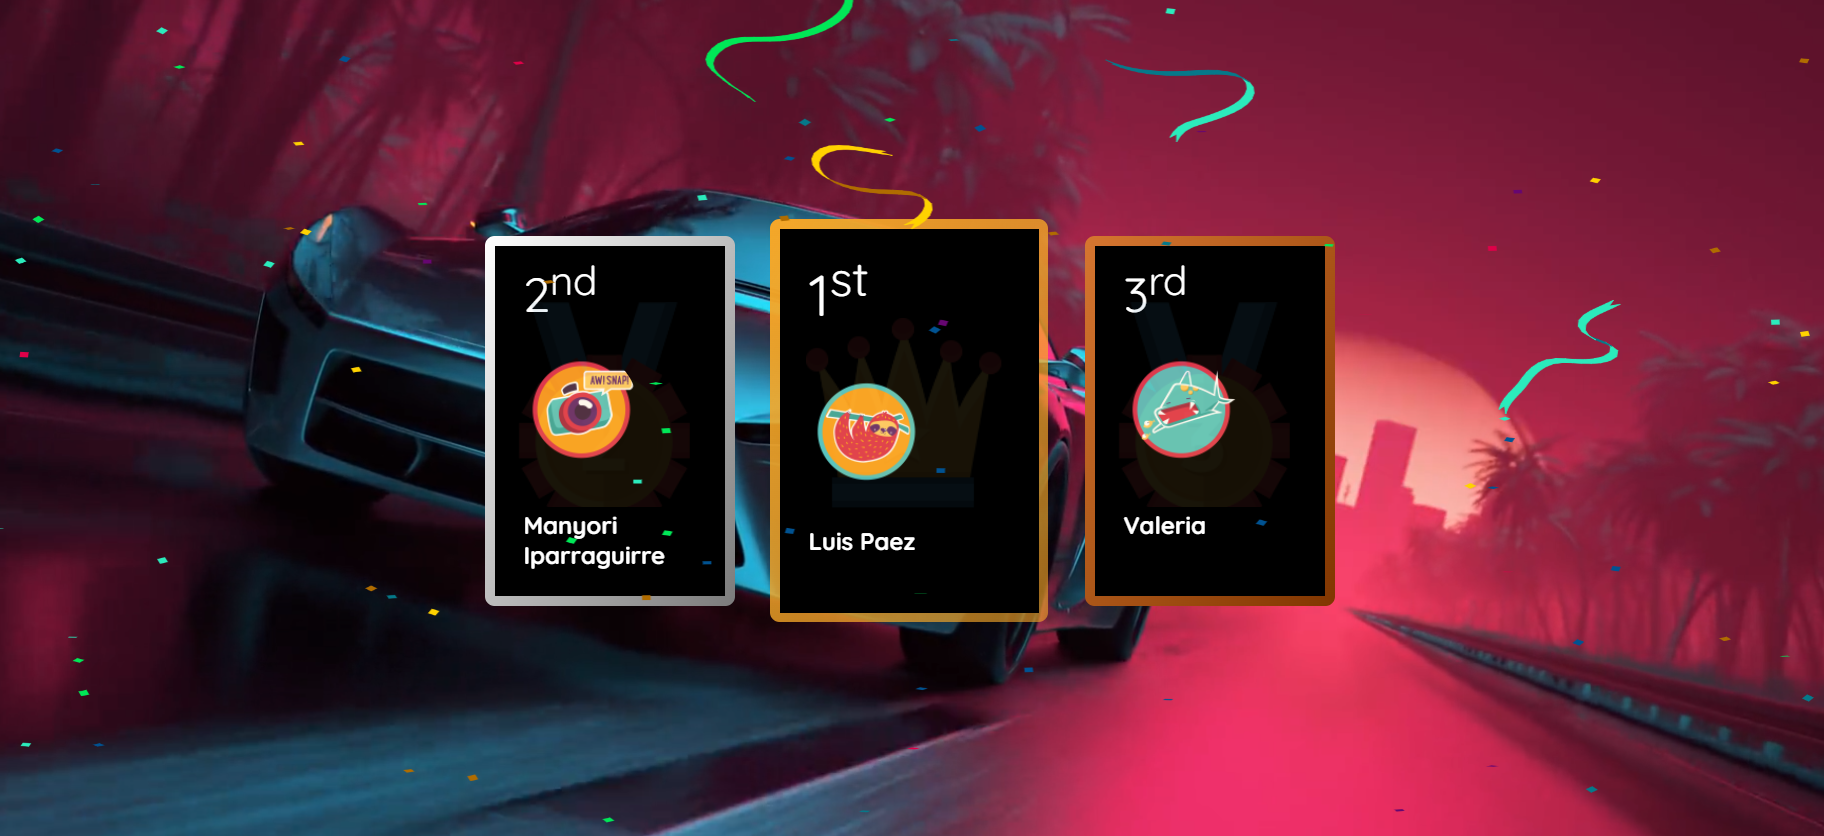 2nd
AW! SNAP!
Manyori
Iparraguirre
1st
Luis Paez
3rd
Valeria